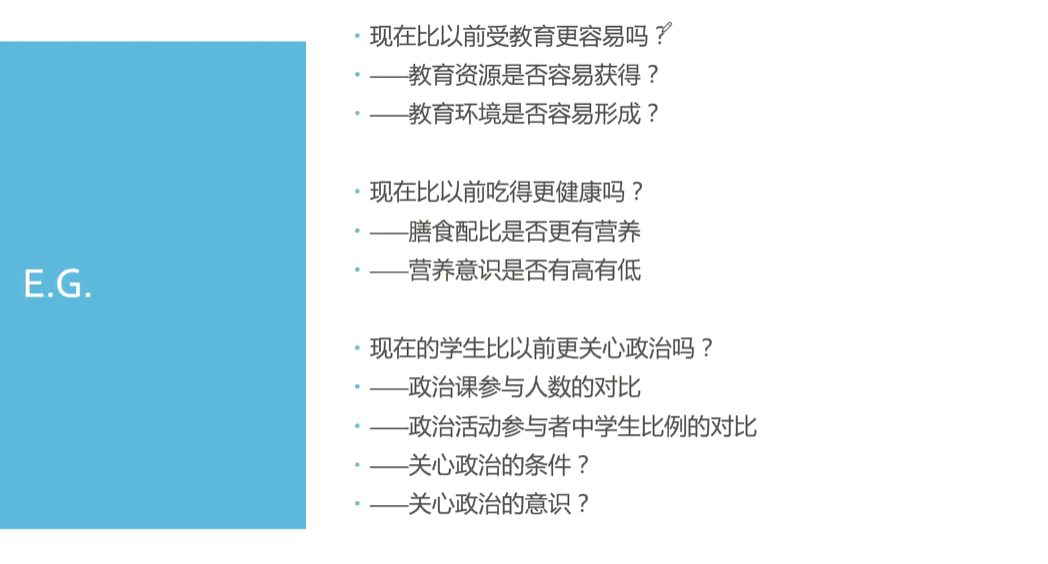 E.G.
· 现在比以前受教育更容易吗？
· ——教育资源是否容易获得？
· ——教育环境是否容易形成？
· 现在比以前吃得更健康吗？
· ——膳食配比是否更有营养
· ——营养意识是否有高有低
· 现在的学生比以前更关心政治吗？
· ——政治课参与人数的对比
· ——政治活动参与者中学生比例的对比
· ——关心政治的条件？
· ——关心政治的意识？